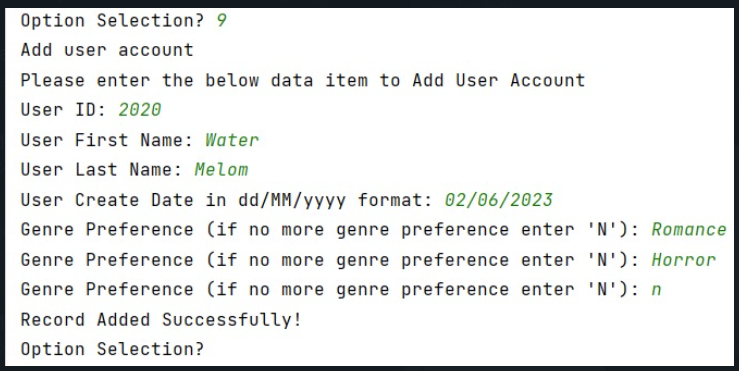 Option Selection? 9
Add user account
Please enter the below data item to Add User Account
User ID: 2020
User First Name: Water
User Last Name: Melom
User Create Date in dd/MM/yyyy format: 02/06/2023
Genre Preference (if no more genre preference enter 'N'): Romance
Genre Preference (if no more genre preference enter 'N'): Horror
Genre Preference (if no more genre preference enter 'N'): n
Record Added Successfully!
Option Selection?